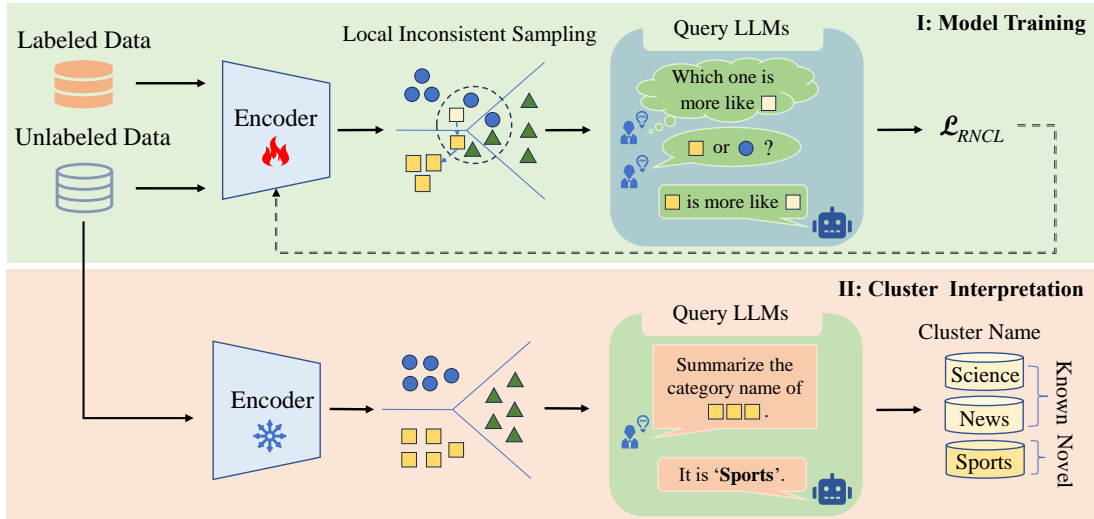 I: Model Training
Labeled Data
Unlabeled Data
Encoder
Local Inconsistent Sampling
Query LLMs
Which one is
more like
or ?
is more like
ℒRNCL
II: Cluster Interpretation
Encoder
Query LLMs
Summarize the
category name of
.
It is ‘Sports’.
Cluster Name
Science
News
Sports
Known
Novel